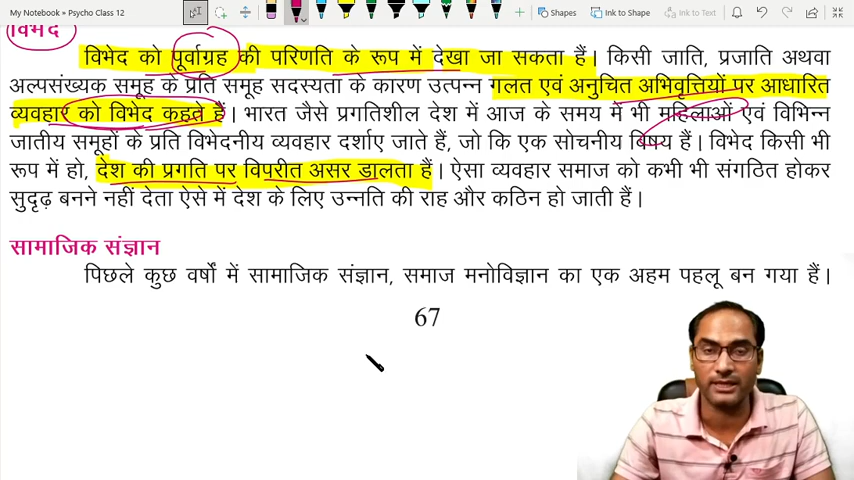 My Notebook » Psycho Class 12
Shapes
Ink to Shape
Ink to Text
विभेद
विभेद को पूर्वाग्रह की परिणति के रूप में देखा जा सकता हैं। किसी जाति, प्रजाति अथवा
अल्पसंख्यक समूह के प्रति समूह सदस्यता के कारण उत्पन्न गलत एवं अनुचित अभिवृत्तियों पर आधारित
व्यवहार को विभेद कहते हैं। भारत जैसे प्रगतिशील देश में आज के समय में भी महिलाओं एवं विभिन्न
जातीय समूहों के प्रति विभेदनीय व्यवहार दर्शाए जाते हैं, जो कि एक सोचनीय विषय हैं। विभेद किसी भी
रूप में हो, देश की प्रगति पर विपरीत असर डालता हैं। ऐसा व्यवहार समाज को कभी भी संगठित होकर
सुदृढ़ बनने नहीं देता ऐसे में देश के लिए उन्नति की राह और कठिन हो जाती हैं।
सामाजिक संज्ञान
पिछले कुछ वर्षों में सामाजिक संज्ञान, समाज मनोविज्ञान का एक अहम पहलू बन गया हैं।
67